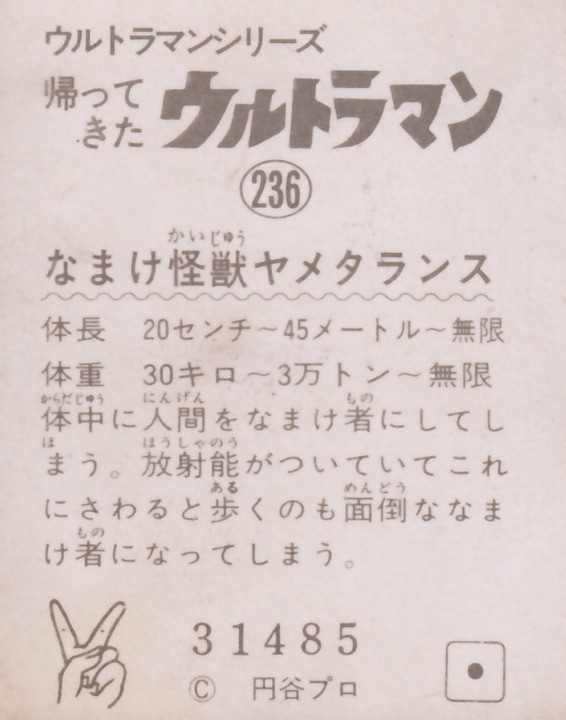 ウルトラマンシリーズ
帰って
きた
ウルトラマン
236
かいじゅう
なまけ怪獣ヤメタランス
体長 20センチ～45メートル～無限
体重 30キロ～3万トン～無限
からだじゅう にんげん もの
体中に人間をなまけ者にしてし
ほ ほうしゃのう
まう。放射能がついていてこれ
ある めんどう
にさわると歩くのも面倒ななま
もの
け者になってしまう。
31485
© 円谷プロ